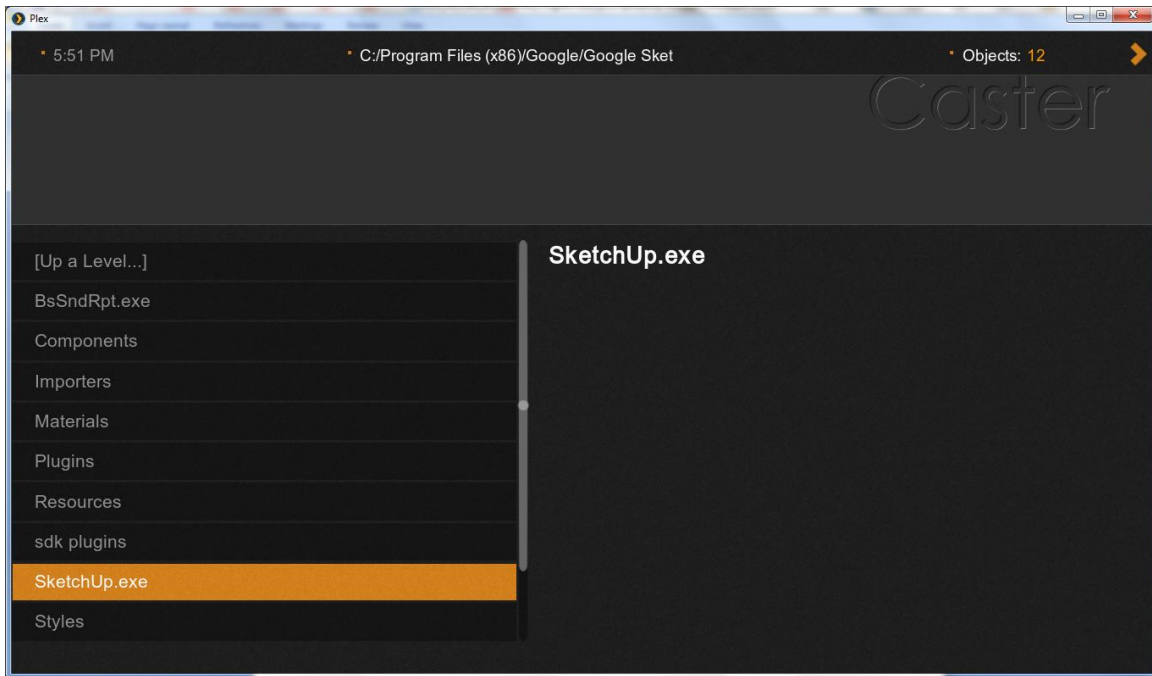 Plex
5:51 PM
C:/Program Files (x86)/Google/Google Sket
Objects: 12
Caster
[Up a Level...]
BsSndRpt.exe
Components
Importers
Materials
Plugins
Resources
sdk plugins
SketchUp.exe
Styles
SketchUp.exe